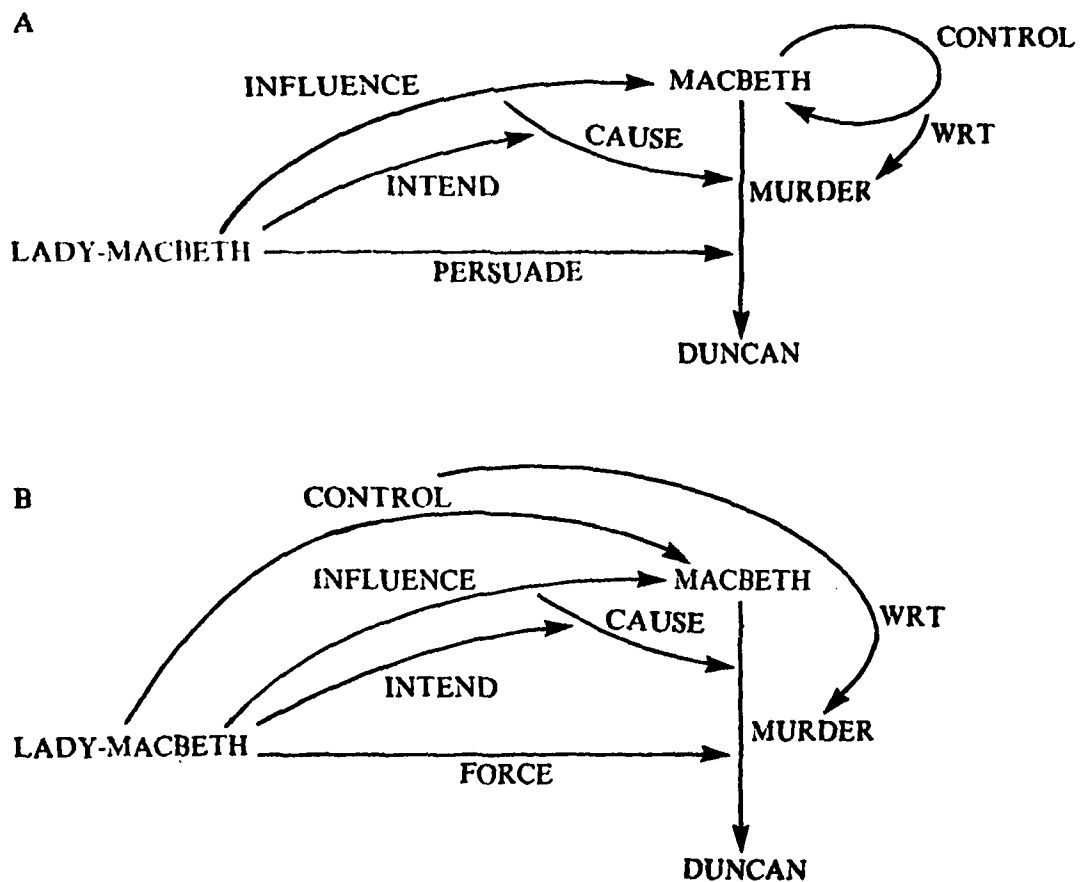 A
CONTROL
INFLUENCE
MACBETH
WRT
CAUSE
INTEND
MURDER
LADY-MACBETH
PERSUADE
DUNCAN
B
CONTROL
INFLUENCE
MACBETH
CAUSE
WRT
INTEND
MURDER
LADY-MACBETH
FORCE
DUNCAN